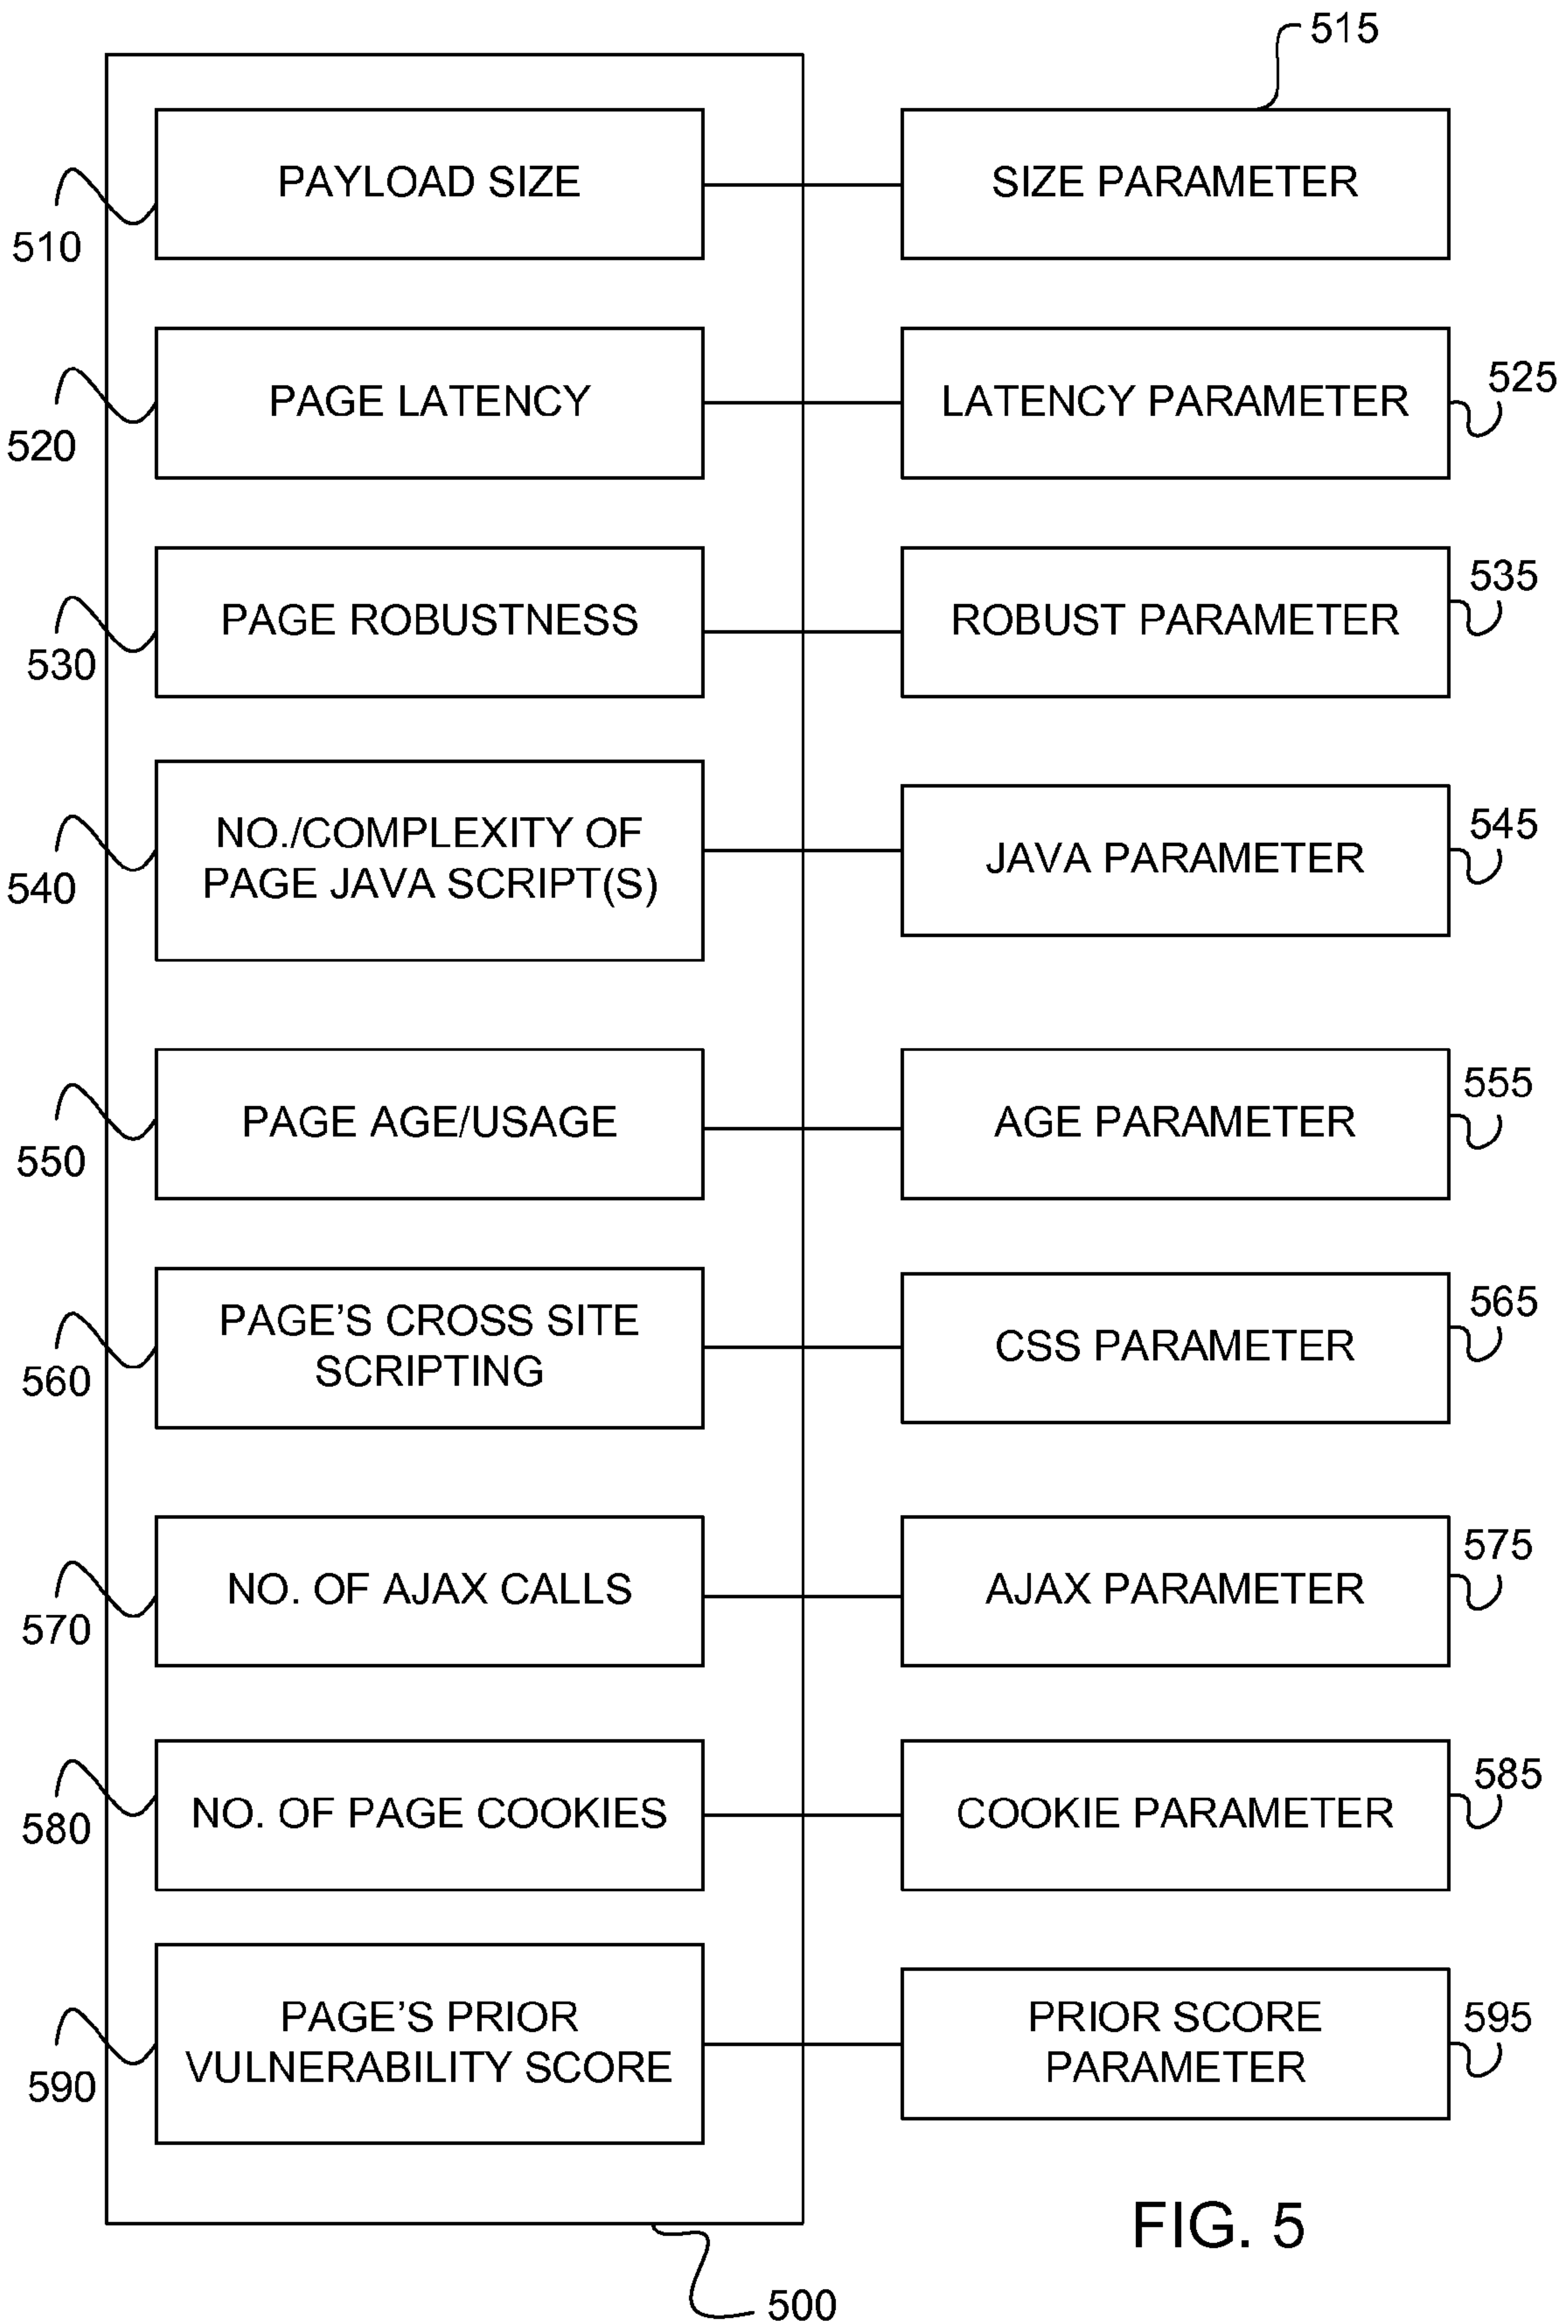 515
PAYLOAD SIZE
SIZE PARAMETER
510
PAGE LATENCY
LATENCY PARAMETER
525
520
PAGE ROBUSTNESS
ROBUST PARAMETER
535
530
NO./COMPLEXITY OF
PAGE JAVA SCRIPT(S)
JAVA PARAMETER
545
540
PAGE AGE/USAGE
AGE PARAMETER
555
550
PAGE’S CROSS SITE
SCRIPTING
CSS PARAMETER
565
560
NO. OF AJAX CALLS
AJAX PARAMETER
575
570
NO. OF PAGE COOKIES
COOKIE PARAMETER
585
580
PAGE’S PRIOR
VULNERABILITY SCORE
PRIOR SCORE
PARAMETER
595
590
FIG. 5
500